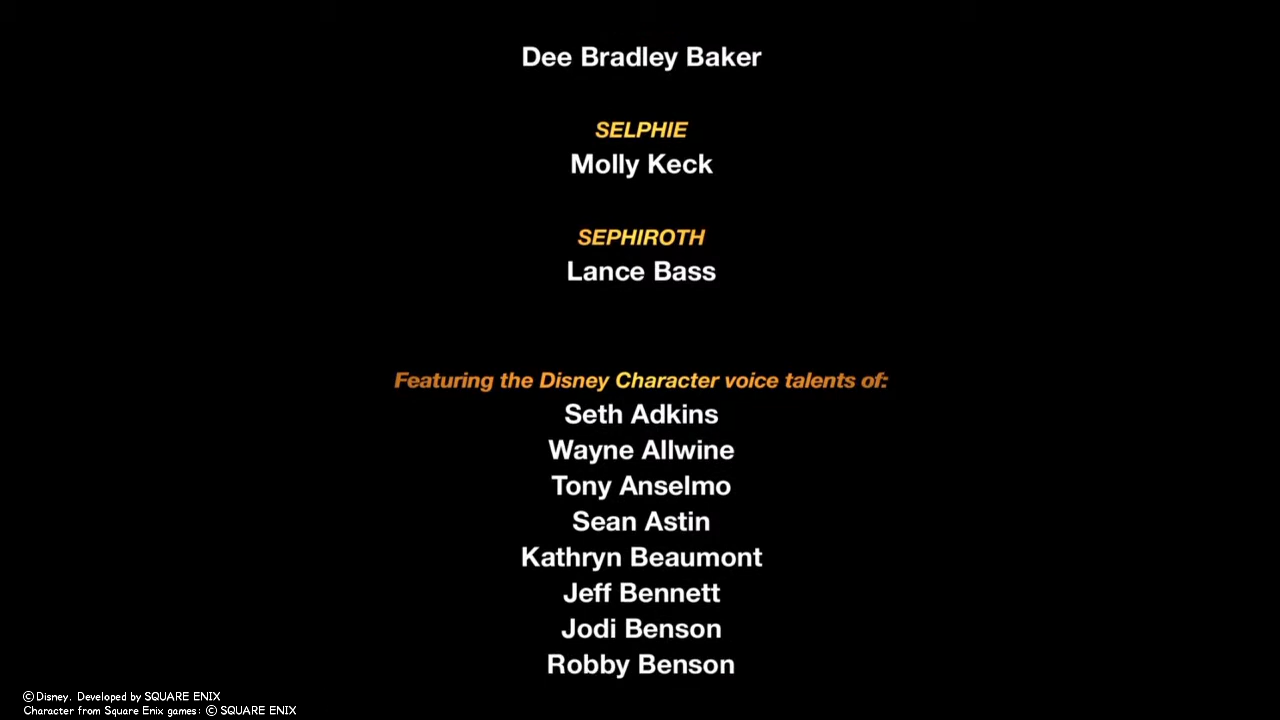 Dee Bradley Baker
SELPHIE
Molly Keck
SEPHIROTH
Lance Bass
Featuring the Disney Character voice talents of:
Seth Adkins
Wayne Allwine
Tony Anselmo
Sean Astin
Kathryn Beaumont
Jeff Bennett
Jodi Benson
Robby Benson
©Disney. Developed by SQUARE ENIX
Character from Square Enix games: © SQUARE ENIX